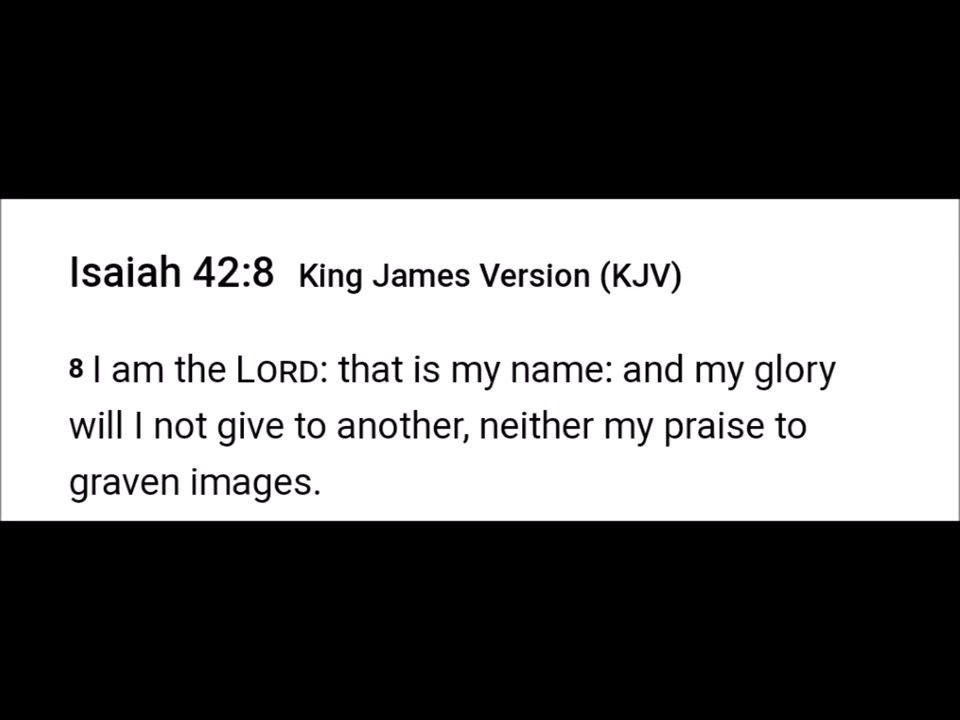 Isaiah 42:8 King James Version (KJV)
8 I am the LORD: that is my name: and my glory
will I not give to another, neither my praise to
graven images.